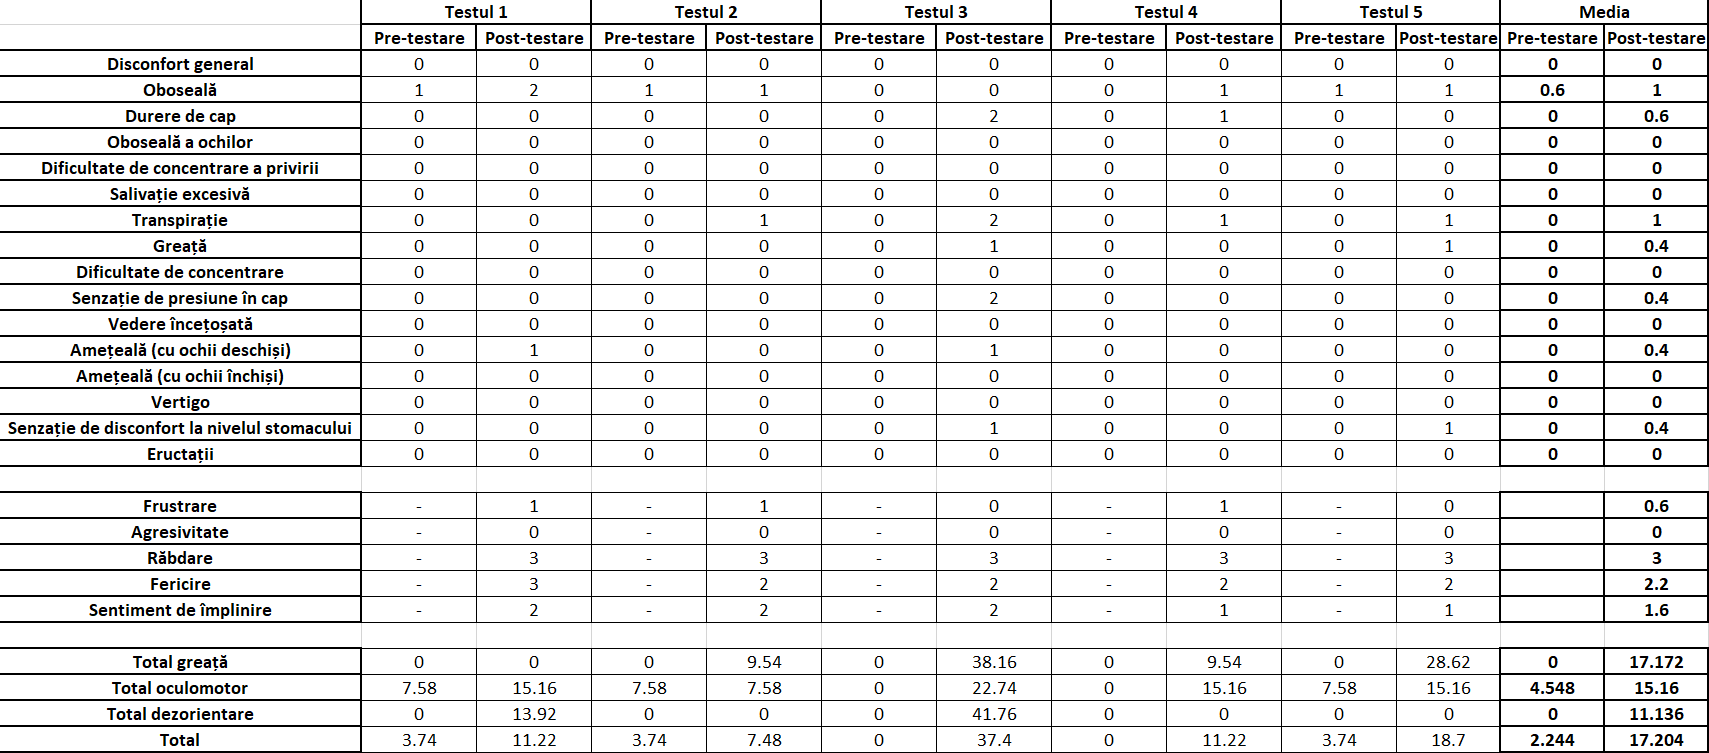 Testul 1 Testul 2 Testul 3 Testul 4 Testul 5 Media
Pre-testare Post-testare Pre-testare Post-testare Pre-testare Post-testare Pre-testare Post-testare Pre-testare Post-testare Pre-testare Post-testare
Disconfort general 0 0 0 0 0 0 0 0 0 0 0 0
Oboseală 1 2 1 1 0 0 0 1 1 1 0.6 1
Durere de cap 0 0 0 0 0 2 0 1 0 0 0 0.6
Oboseală a ochilor 0 0 0 0 0 0 0 0 0 0 0 0
Dificultate de concentrare a privirii 0 0 0 0 0 0 0 0 0 0 0 0
Salivație excesivă 0 0 0 0 0 0 0 0 0 0 0 0
Transpirație 0 0 0 1 0 2 0 1 0 1 0 1
Greață 0 0 0 0 0 1 0 0 0 1 0 0.4
Dificultate de concentrare 0 0 0 0 0 0 0 0 0 0 0 0
Senzație de presiune în cap 0 0 0 0 0 2 0 0 0 0 0 0.4
Vedere încețoșată 0 0 0 0 0 0 0 0 0 0 0 0
Amețeală (cu ochii deschiși) 0 1 0 0 0 1 0 0 0 0 0 0.4
Amețeală (cu ochii închiși) 0 0 0 0 0 0 0 0 0 0 0 0
Vertigo 0 0 0 0 0 0 0 0 0 0 0 0
Senzație de disconfort la nivelul stomacului 0 0 0 0 0 1 0 0 0 1 0 0.4
Eructații 0 0 0 0 0 0 0 0 0 0 0 0
Frustrare - 1 - 1 - 0 - 1 - 0 0.6
Agresivitate - 0 - 0 - 0 - 0 - 0 0
Răbdare - 3 - 3 - 3 - 3 - 3 3
Fericire - 3 - 2 - 2 - 2 - 2 2.2
Sentiment de împlinire - 2 - 2 - 2 - 1 - 1 1.6
Total greață 0 0 0 9.54 0 38.16 0 9.54 0 28.62 0 17.172
Total oculomotor 7.58 15.16 7.58 7.58 0 22.74 0 15.16 7.58 15.16 4.548 15.16
Total dezorientare 0 13.92 0 0 0 41.76 0 0 0 0 0 11.136
Total 3.74 11.22 3.74 7.48 0 37.4 0 11.22 3.74 18.7 2.244 17.204